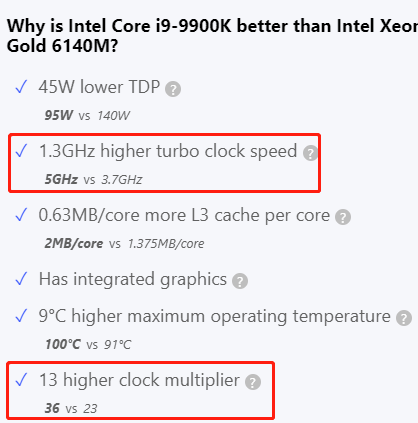 Why is Intel Core i9-9900K better than Intel Xeon
Gold 6140M?
✓ 45W lower TDP ?
95W vs 140W
✓ 1.3GHz higher turbo clock speed ?
5GHz vs 3.7GHz
✓ 0.63MB/core more L3 cache per core ?
2MB/core vs 1.375MB/core
✓ Has integrated graphics ?
✓ 9°C higher maximum operating temperature ?
100°C vs 91°C
✓ 13 higher clock multiplier ?
36 vs 23